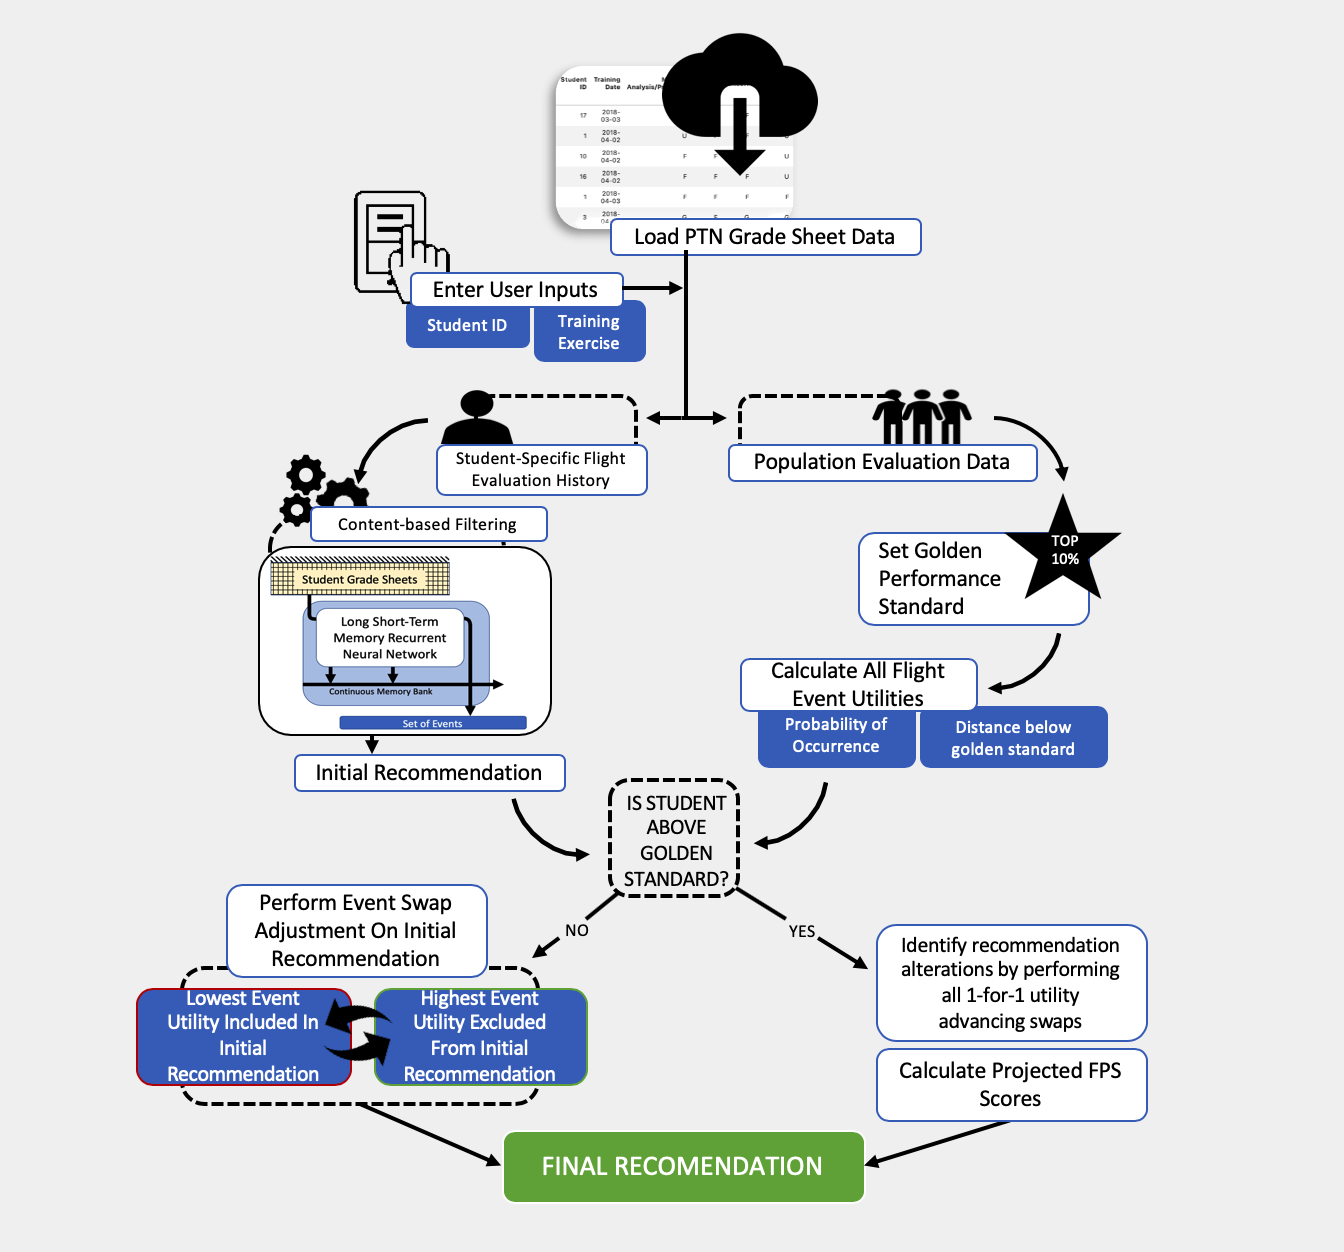 Student Training
ID Date Analysis/P
17 2018-
03-03 F
1 2018-
04-02 U
10 2018-
04-02 F F U
16 2018-
04-02 F F F U
1 2018-
04-03 F F F F
3 2018-
Load PTN Grade Sheet Data
Enter User Inputs
Student ID
Training
Exercise
Student-Specific Flight
Evaluation History
Population Evaluation Data
Content-based Filtering
Student Grade Sheets
Long Short-Term
Memory Recurrent
Neural Network
Continuous Memory Bank
Set of Events
Initial Recommendation
TOP
10%
Set Golden
Performance
Standard
Calculate All Flight
Event Utilities
Probability of
Occurrence
Distance below
golden standard
IS STUDENT
ABOVE
GOLDEN
STANDARD?
NO
YES
Perform Event Swap
Adjustment On Initial
Recommendation
Lowest Event
Utility Included In
Initial
Recommendation
Highest Event
Utility Excluded
From Initial
Recommendation
Identify recommendation
alterations by performing
all 1-for-1 utility
advancing swaps
Calculate Projected FPS
Scores
FINAL RECOMENDATION